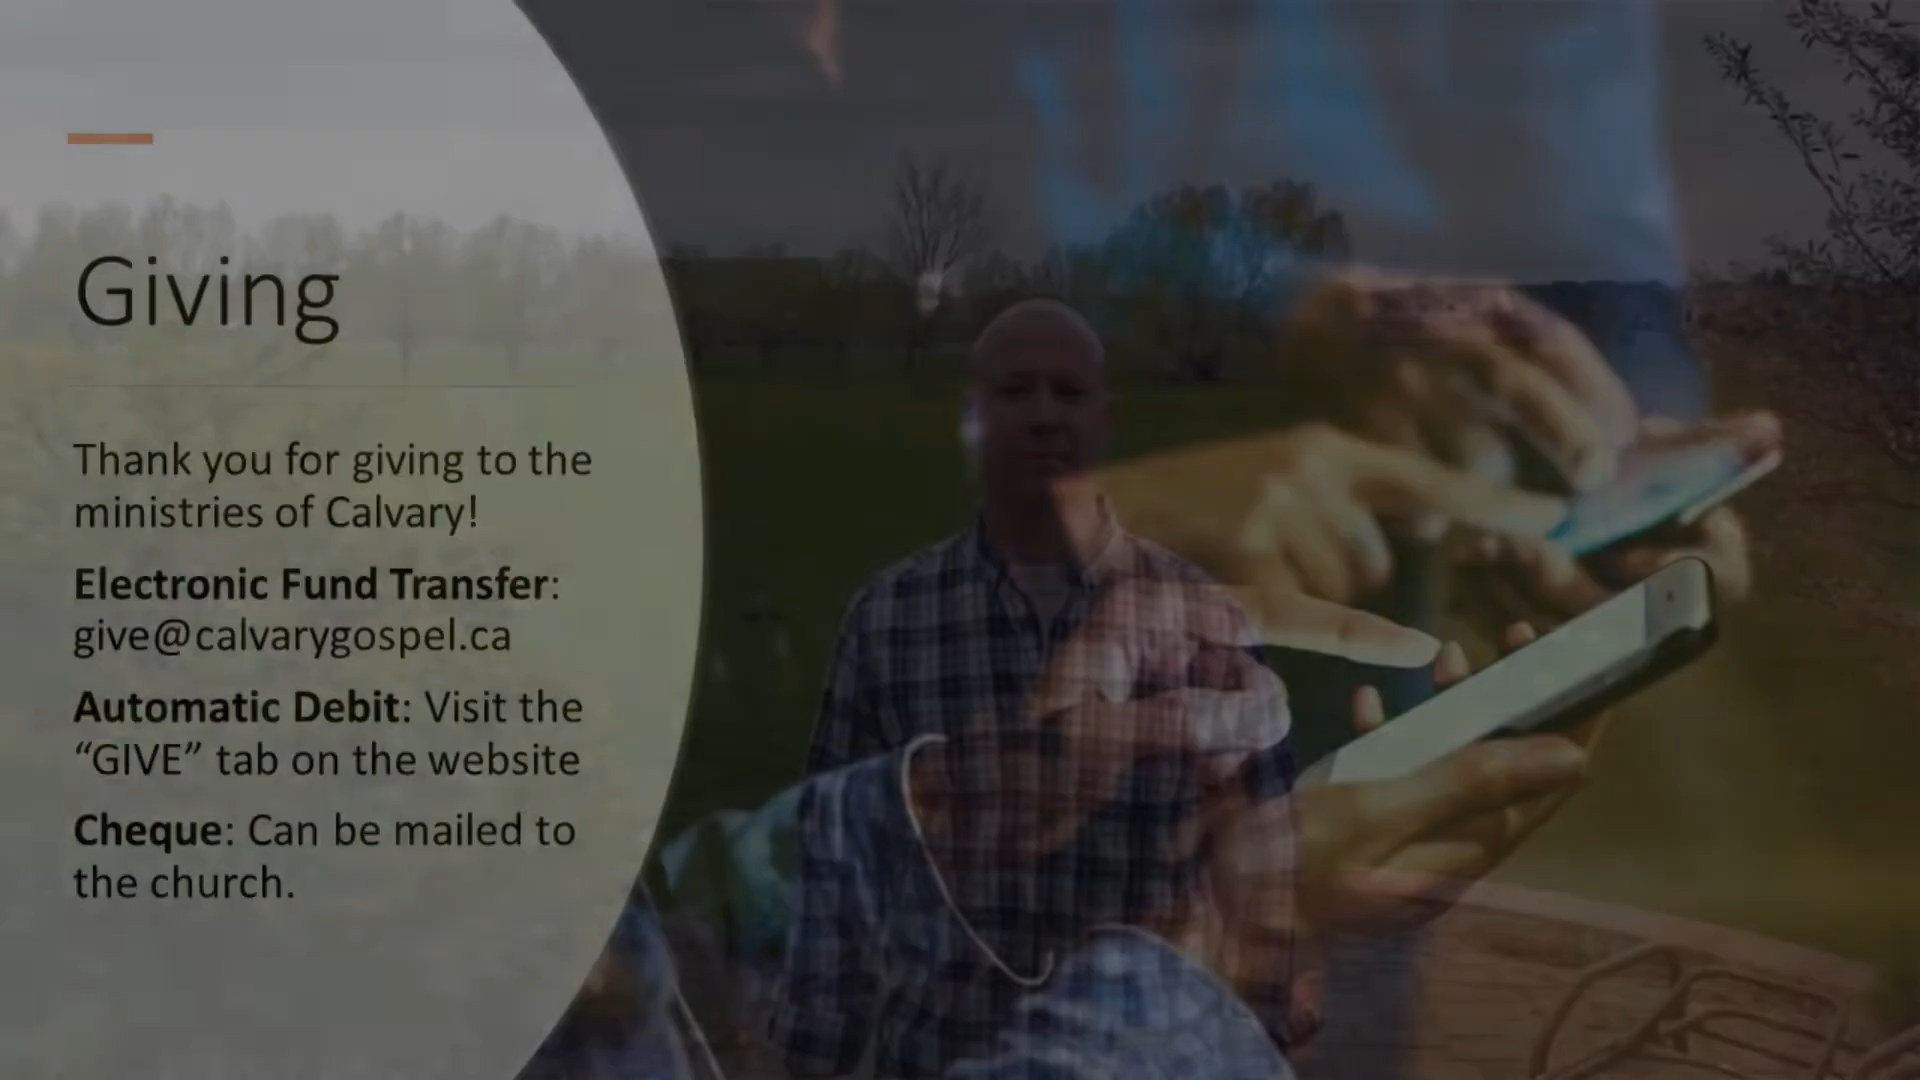 Giving
Thank you for giving to the
ministries of Calvary!
Electronic Fund Transfer:
give@calvarygospel.ca
Automatic Debit: Visit the
“GIVE” tab on the website
Cheque: Can be mailed to
the church.